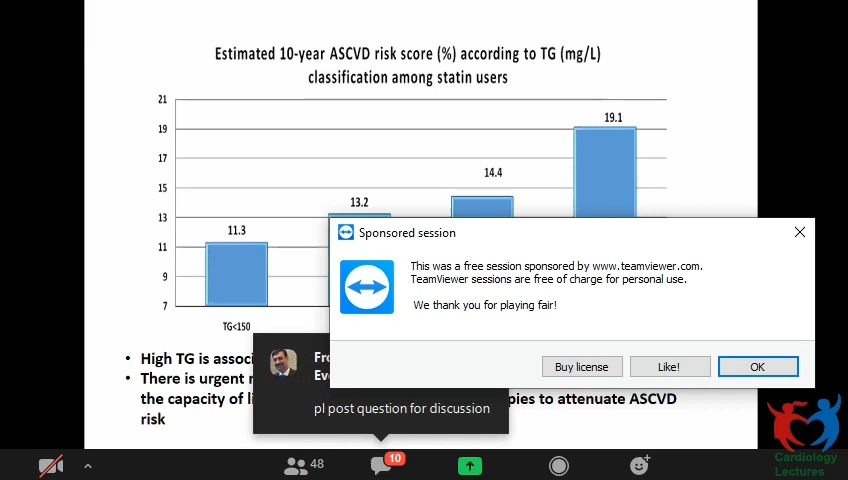 Estimated 10-year ASCVD risk score (%) according to TG (mg/L)
classification among statin users
21
19
17
15
13
11
9
7
11.3
13.2
14.4
19.1
TG<150
• High TG is associ
• There is urgent
the capacity of li
pies to attenuate ASCVD
risk
Sponsored session
This was a free session sponsored by www.teamviewer.com.
TeamViewer sessions are free of charge for personal use.
We thank you for playing fair!
Buy license
Like!
OK
pl post question for discussion
48
10
Cardiology
Lectures